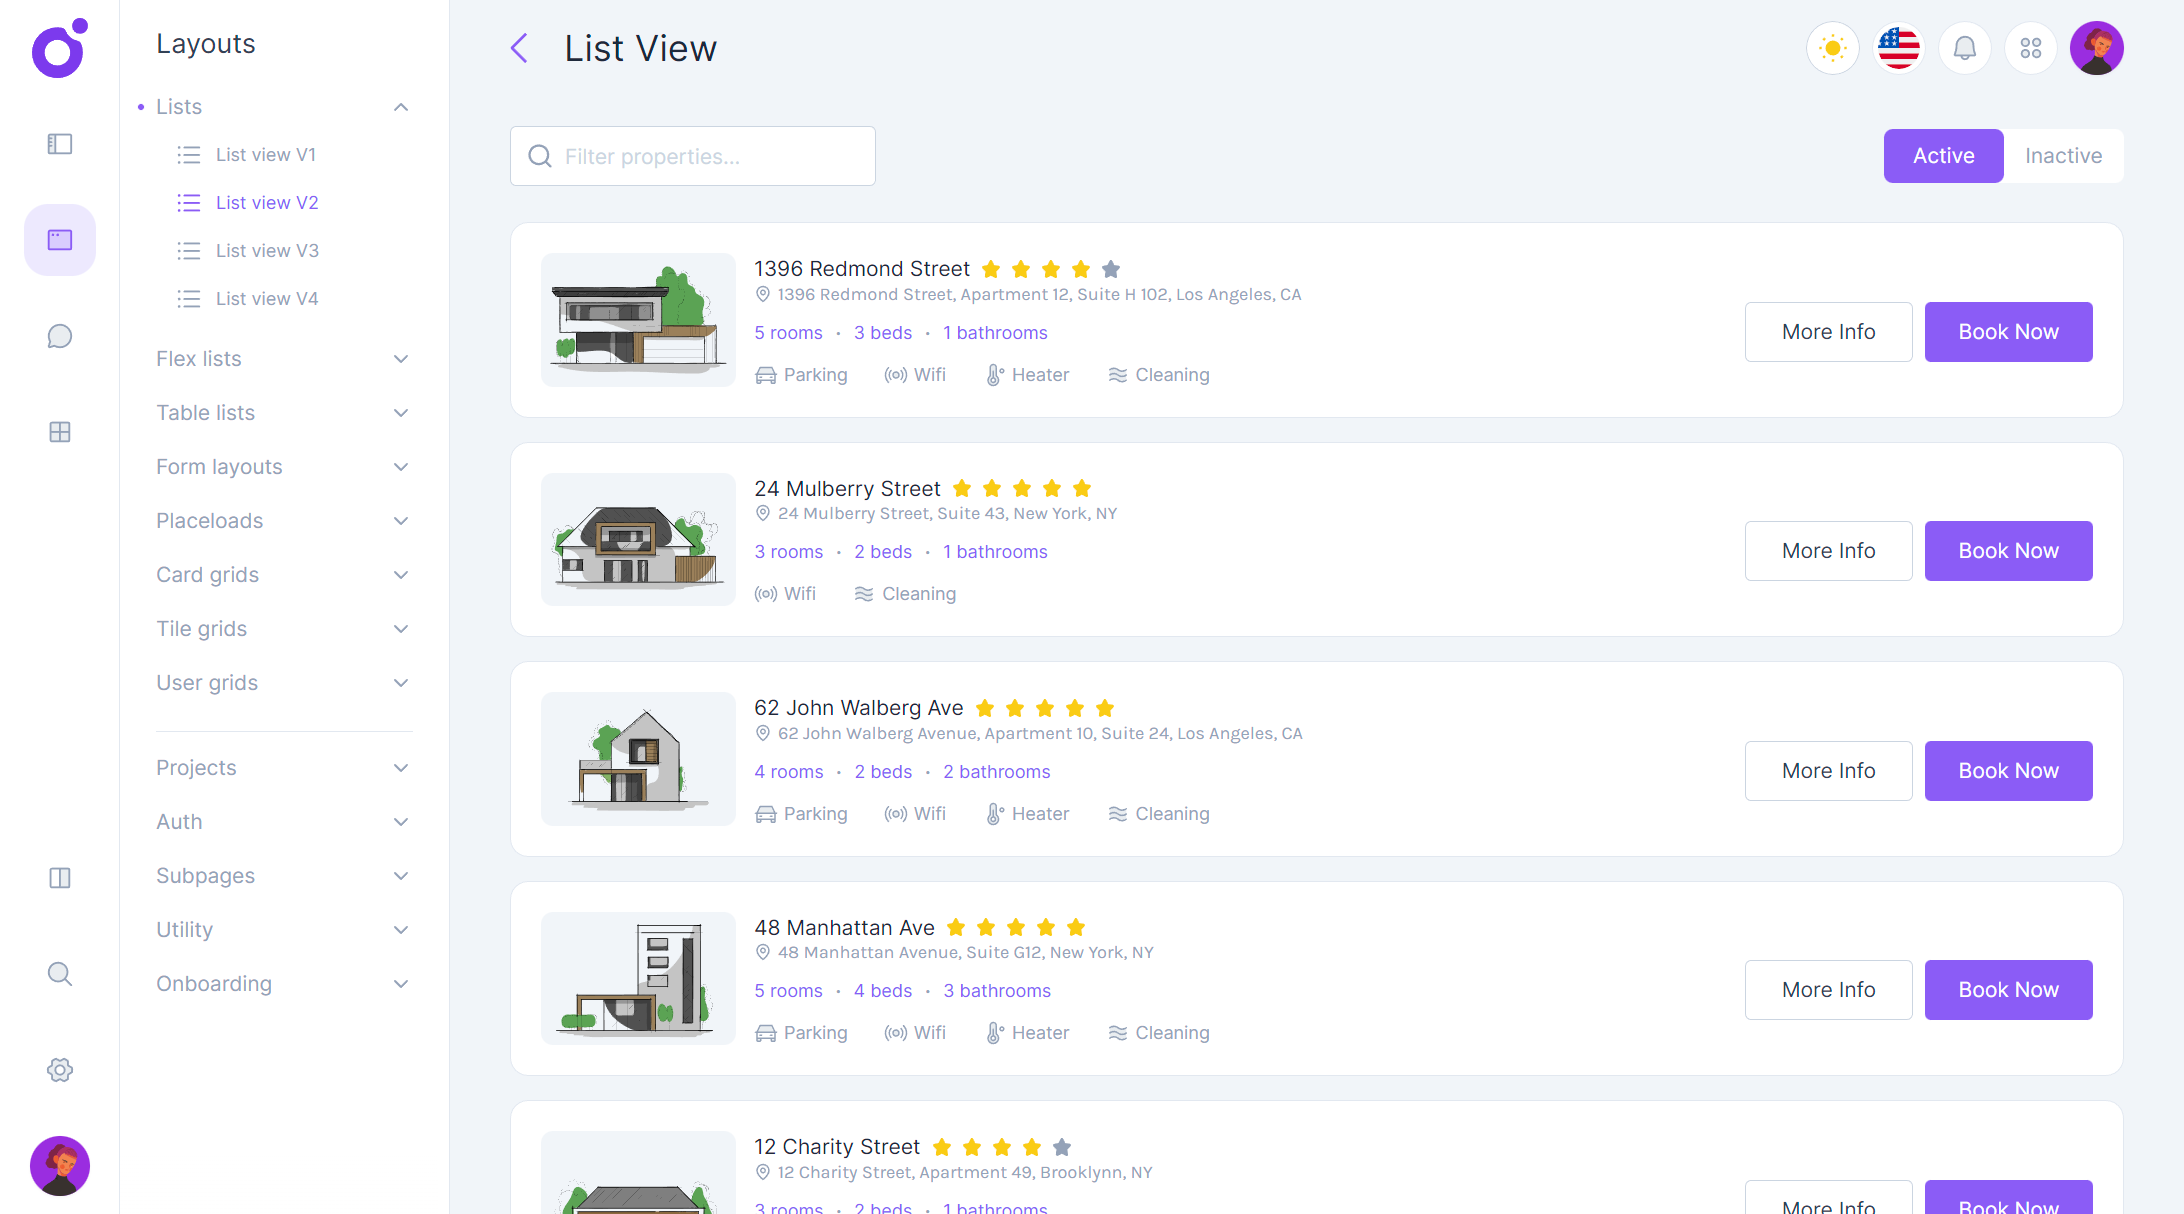 Layouts
Lists
List view V1
List view V2
List view V3
List view V4
Flex lists
Table lists
Form layouts
Placeloads
Card grids
Tile grids
User grids
Projects
Auth
Subpages
Utility
Onboarding
List View
Filter properties...
Active Inactive
1396 Redmond Street
1396 Redmond Street, Apartment 12, Suite H 102, Los Angeles, CA
5 rooms · 3 beds · 1 bathrooms
Parking Wifi Heater Cleaning
More Info Book Now
24 Mulberry Street
24 Mulberry Street, Suite 43, New York, NY
3 rooms · 2 beds · 1 bathrooms
Wifi Cleaning
More Info Book Now
62 John Walberg Ave
62 John Walberg Avenue, Apartment 10, Suite 24, Los Angeles, CA
4 rooms · 2 beds · 2 bathrooms
Parking Wifi Heater Cleaning
More Info Book Now
48 Manhattan Ave
48 Manhattan Avenue, Suite G12, New York, NY
5 rooms · 4 beds · 3 bathrooms
Parking Wifi Heater Cleaning
More Info Book Now
12 Charity Street
12 Charity Street, Apartment 49, Brooklynn, NY
3 rooms · 2 beds · 1 bathrooms
More Info Book Now